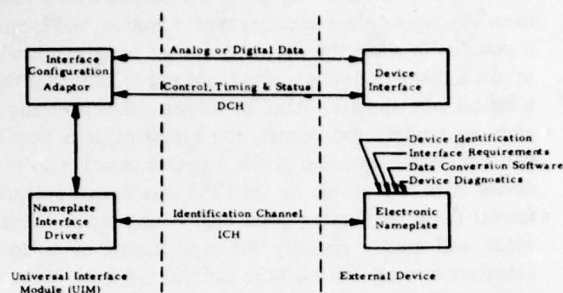 Interface
Configuration
Adaptor
Analog or Digital Data
Control, Timing & Status
DCH
Device
Interface
Device Identification
Interface Requirements
Data Conversion Software
Device Diagnostics
Nameplate
Interface
Driver
Identification Channel
ICH
Electronic
Nameplate
Universal Interface
Module (UIM)
External Device